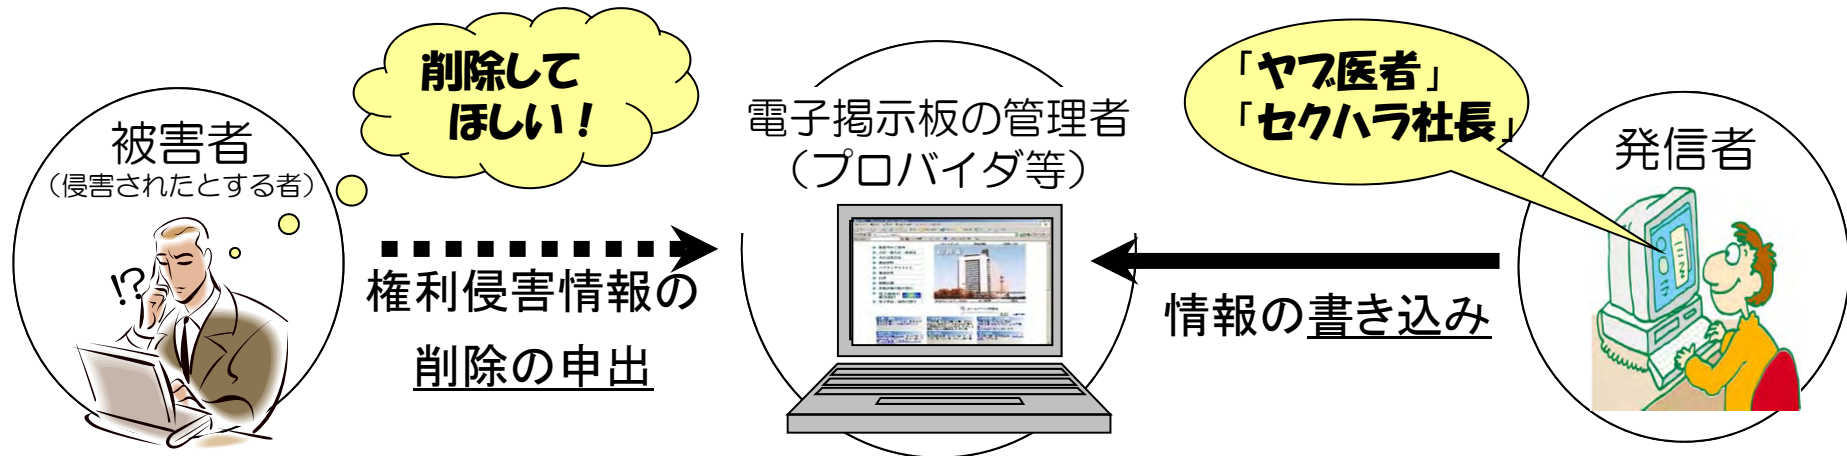 削除して
ほしい！
被害者
（侵害されたとする者）
!?
権利侵害情報の
削除の申出
電子掲示板の管理者
（プロバイダ等）
「ヤブ医者」
「セクハラ社長」
発信者
情報の書き込み